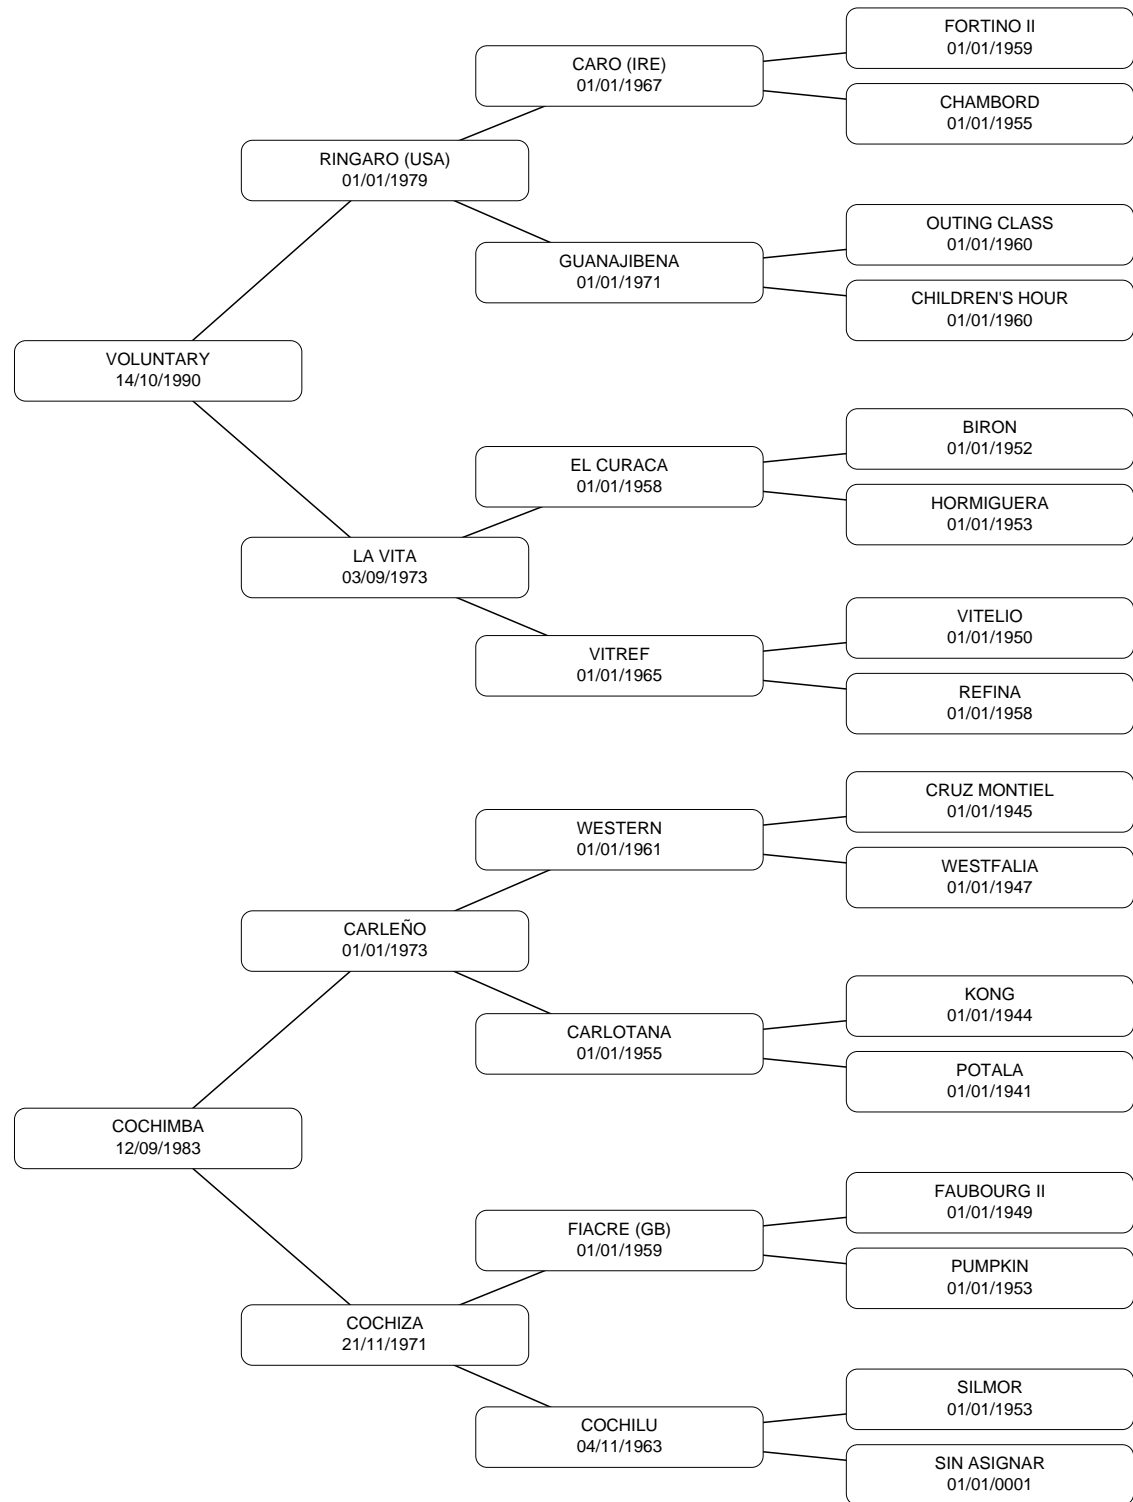 FORTINO II
01/01/1959
CARO (IRE)
01/01/1967
CHAMBORD
01/01/1955
RINGARO (USA)
01/01/1979
OUTING CLASS
01/01/1960
GUANAJIBENA
01/01/1971
CHILDREN'S HOUR
01/01/1960
VOLUNTARY
14/10/1990
BIRON
01/01/1952
EL CURACA
01/01/1958
HORMIGUERA
01/01/1953
LA VITA
03/09/1973
VITELIO
01/01/1950
VITREF
01/01/1965
REFINA
01/01/1958
CRUZ MONTIEL
01/01/1945
WESTERN
01/01/1961
WESTFALIA
01/01/1947
CARLEÑO
01/01/1973
KONG
01/01/1944
CARLOTANA
01/01/1955
POTALA
01/01/1941
COCHIMBA
12/09/1983
FAUBOURG II
01/01/1949
FIACRE (GB)
01/01/1959
PUMPKIN
01/01/1953
COCHIZA
21/11/1971
SILMOR
01/01/1953
COCHILU
04/11/1963
SIN ASIGNAR
01/01/0001